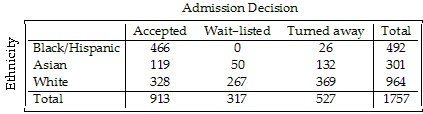 Admission Decision
Accepted Wait-listed Turned away Total
Ethnicity
Black/Hispanic 466 0 26 492
Asian 119 50 132 301
White 328 267 369 964
Total 913 317 527 1757